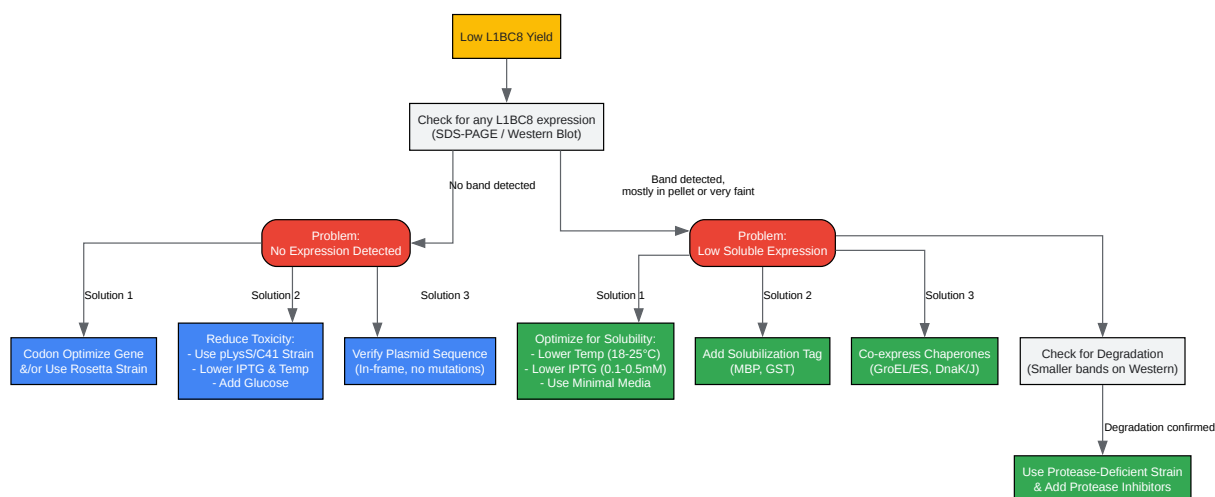 Low L1BC8 Yield
Check for any L1BC8 expression
(SDS-PAGE / Western Blot)
No band detected
Band detected,
mostly in pellet or very faint
Problem:
No Expression Detected
Problem:
Low Soluble Expression
Solution 1
Solution 2
Solution 3
Solution 1
Solution 2
Solution 3
Codon Optimize Gene
&/or Use Rosetta Strain
Reduce Toxicity:
- Use pLysS/C41 Strain
- Lower IPTG & Temp
- Add Glucose
Verify Plasmid Sequence
(In-frame, no mutations)
Optimize for Solubility:
- Lower Temp (18-25°C)
- Lower IPTG (0.1-0.5mM)
- Use Minimal Media
Add Solubilization Tag
(MBP, GST)
Co-express Chaperones
(GroEL/ES, DnaK/J)
Check for Degradation
(Smaller bands on Western)
Degradation confirmed
Use Protease-Deficient Strain
& Add Protease Inhibitors